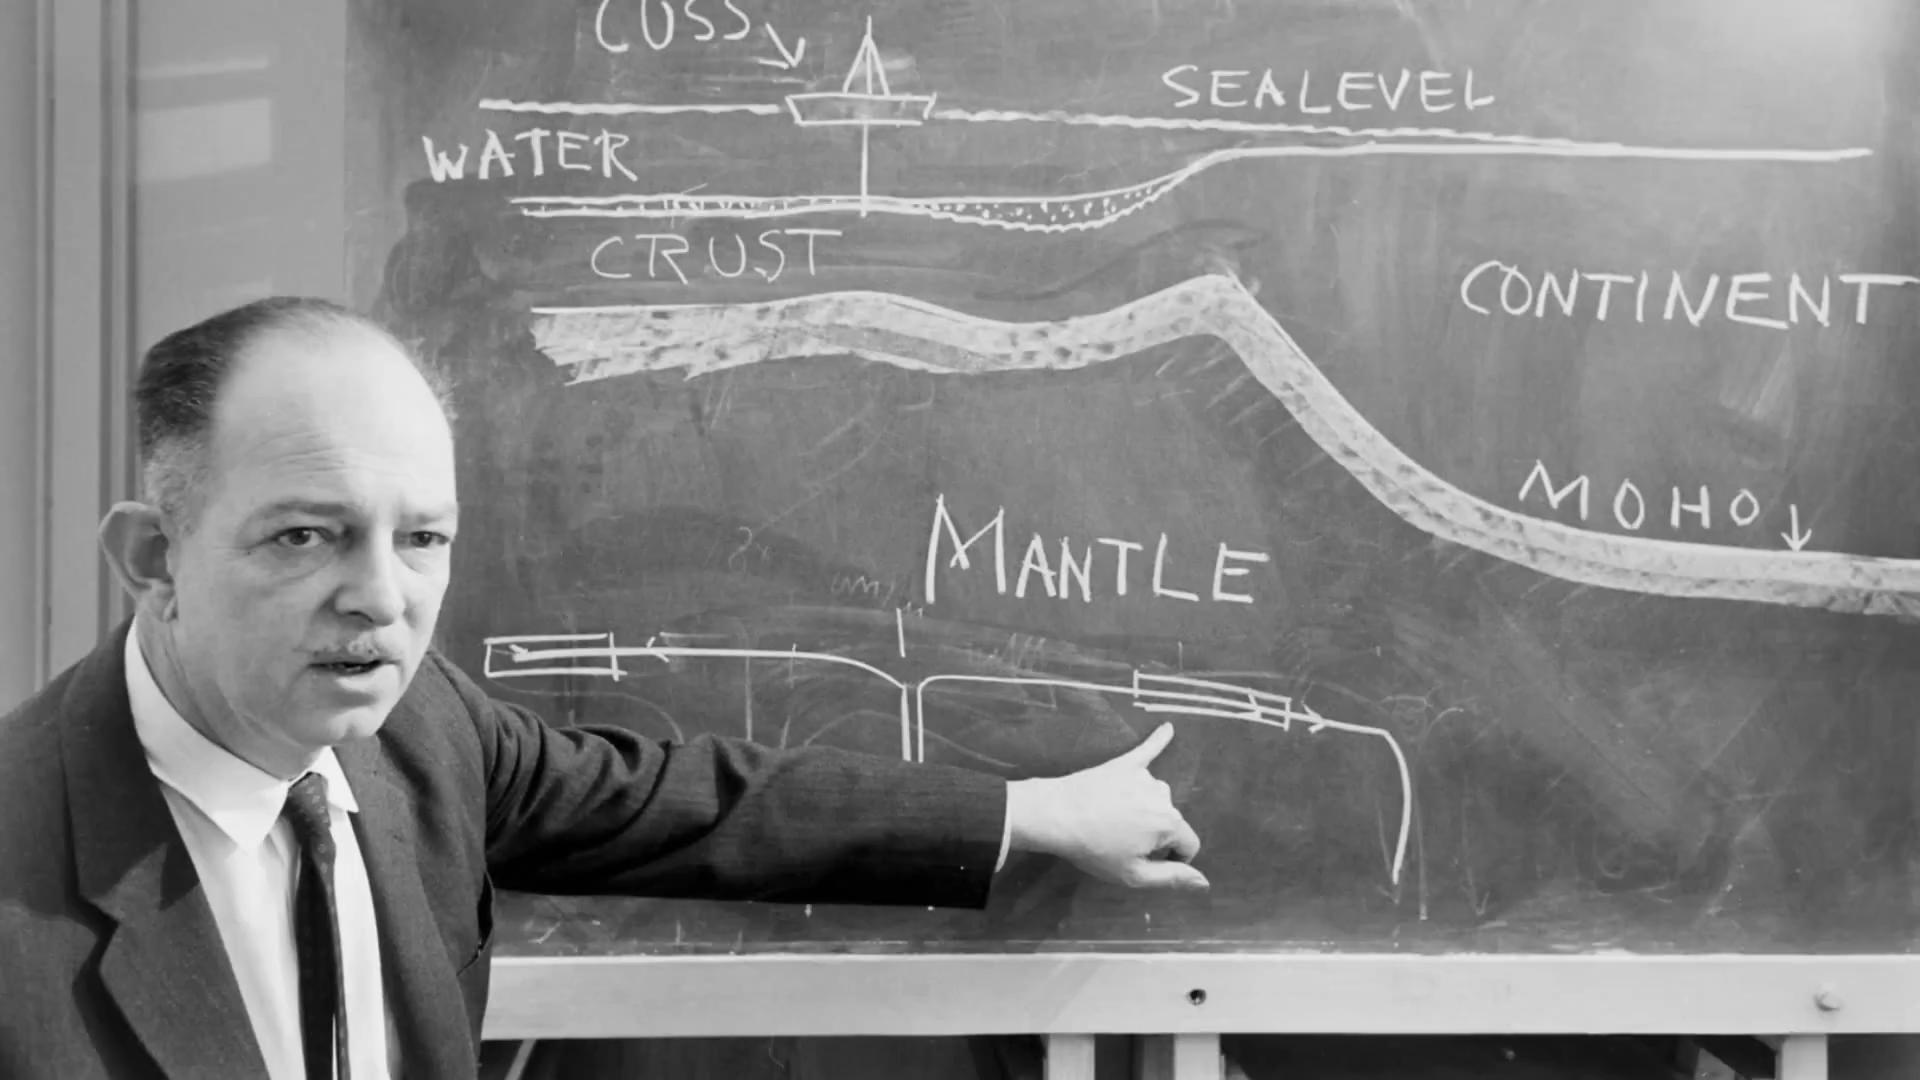 CUSS
SEALEVEL
WATER
CRUST
CONTINENT
MOHO
MANTLE